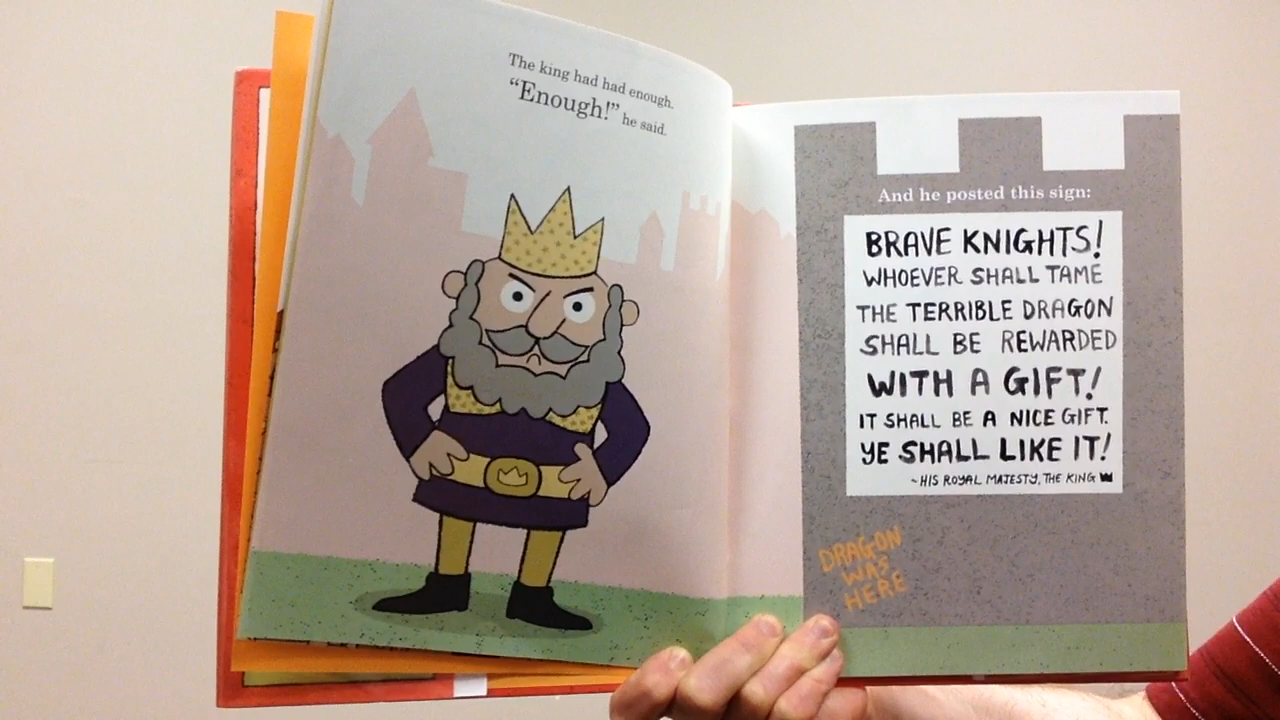 The king had had enough.
“Enough!” he said.
And he posted this sign:
BRAVE KNIGHTS!
WHOEVER SHALL TAME
THE TERRIBLE DRAGON
SHALL BE REWARDED
WITH A GIFT!
IT SHALL BE A NICE GIFT.
YE SHALL LIKE IT!
~HIS ROYAL MAJESTY, THE KING
DRAGON
WAS
HERE